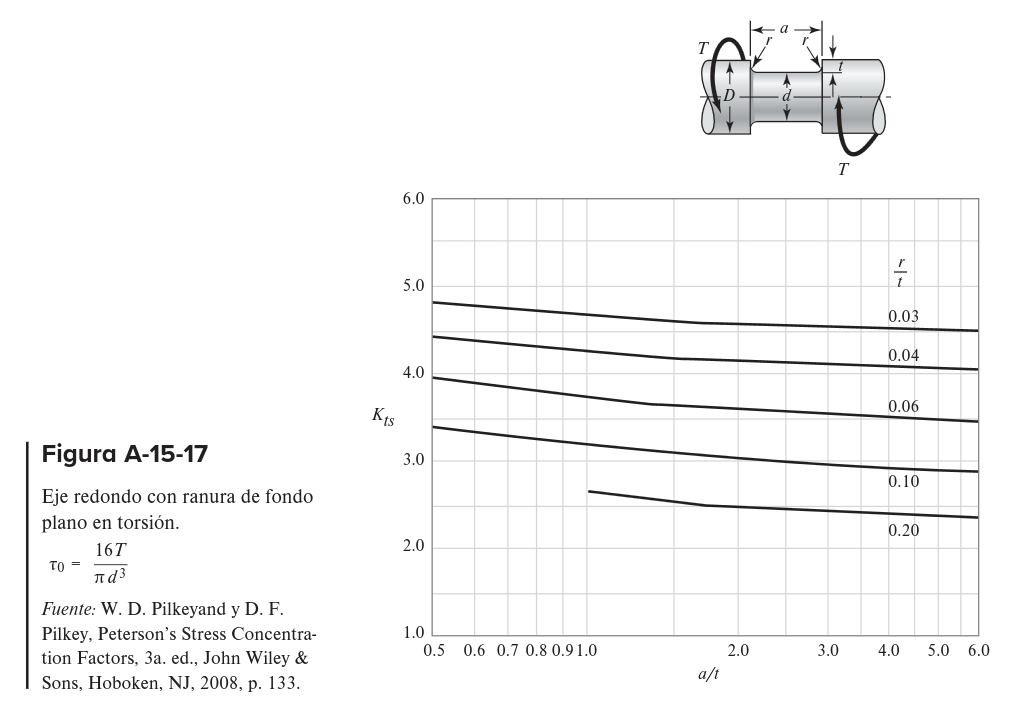 a
T
r
r
t
D
d
T
6.0
r
t
5.0
0.03
0.04
4.0
0.06
Kts
3.0
0.10
0.20
2.0
1.0
0.5 0.6 0.7 0.8 0.9 1.0 2.0 3.0 4.0 5.0 6.0
a/t
Figura A-15-17
Eje redondo con ranura de fondo
plano en torsión.
τ0 = 16T
πd³
Fuente: W. D. Pilkeyand y D. F.
Pilkey, Peterson's Stress Concentra-
tion Factors, 3a. ed., John Wiley &
Sons, Hoboken, NJ, 2008, p. 133.